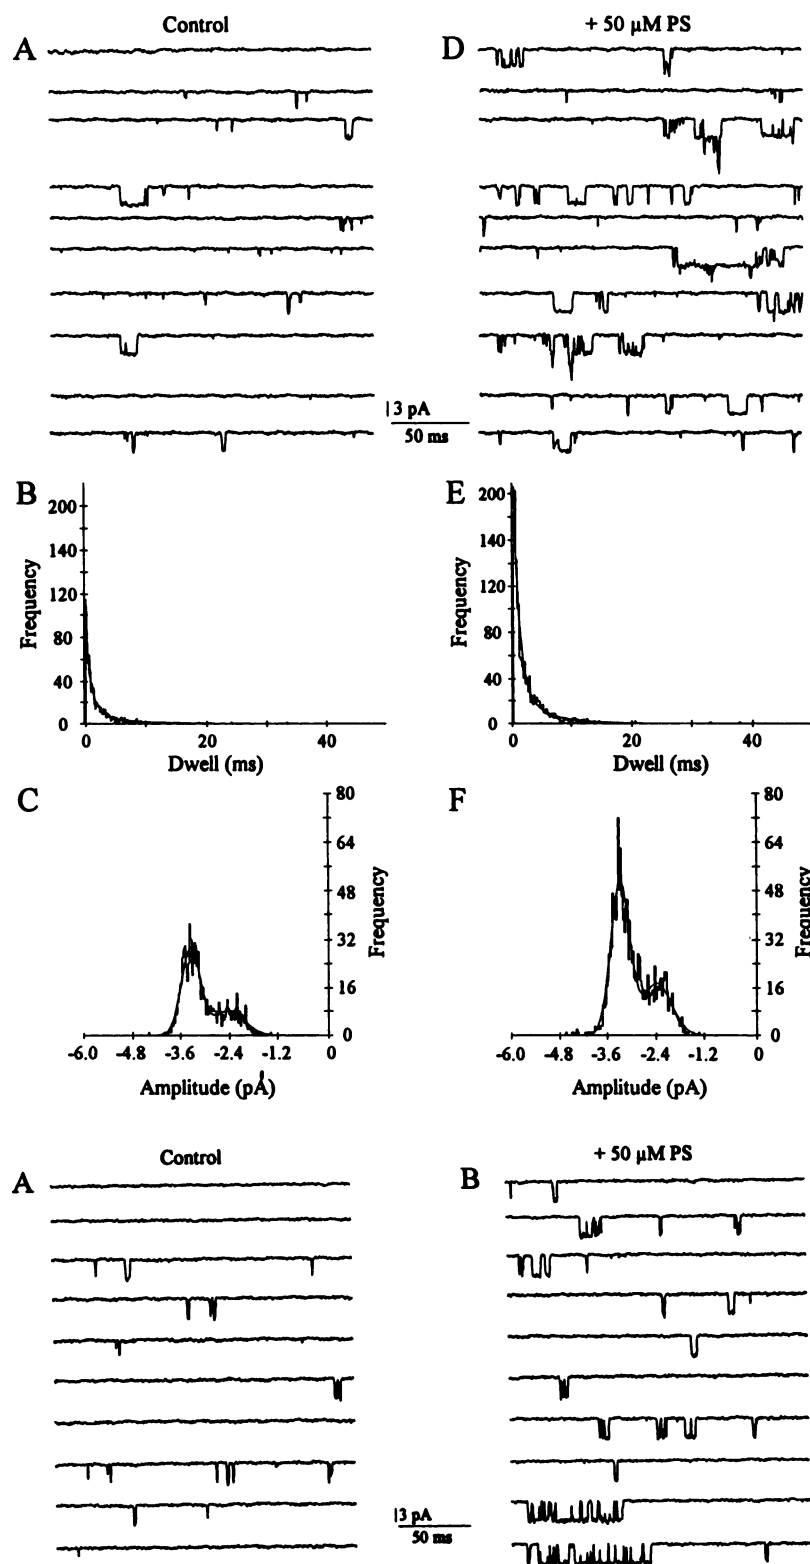 Control
+ 50 µM PS
A
D
3 pA
50 ms
B
Frequency
200
140
120
80
40
0
0
20
40
Dwell (ms)
E
Frequency
200
140
120
80
40
0
0
20
40
Dwell (ms)
C
80
64
48
32
16
0
Frequency
-6.0
-4.8
-3.6
-2.4
-1.2
0
Amplitude (pA)
F
80
64
48
32
16
0
Frequency
-6.0
-4.8
-3.6
-2.4
-1.2
0
Amplitude (pA)
Control
+ 50 µM PS
A
B
3 pA
50 ms